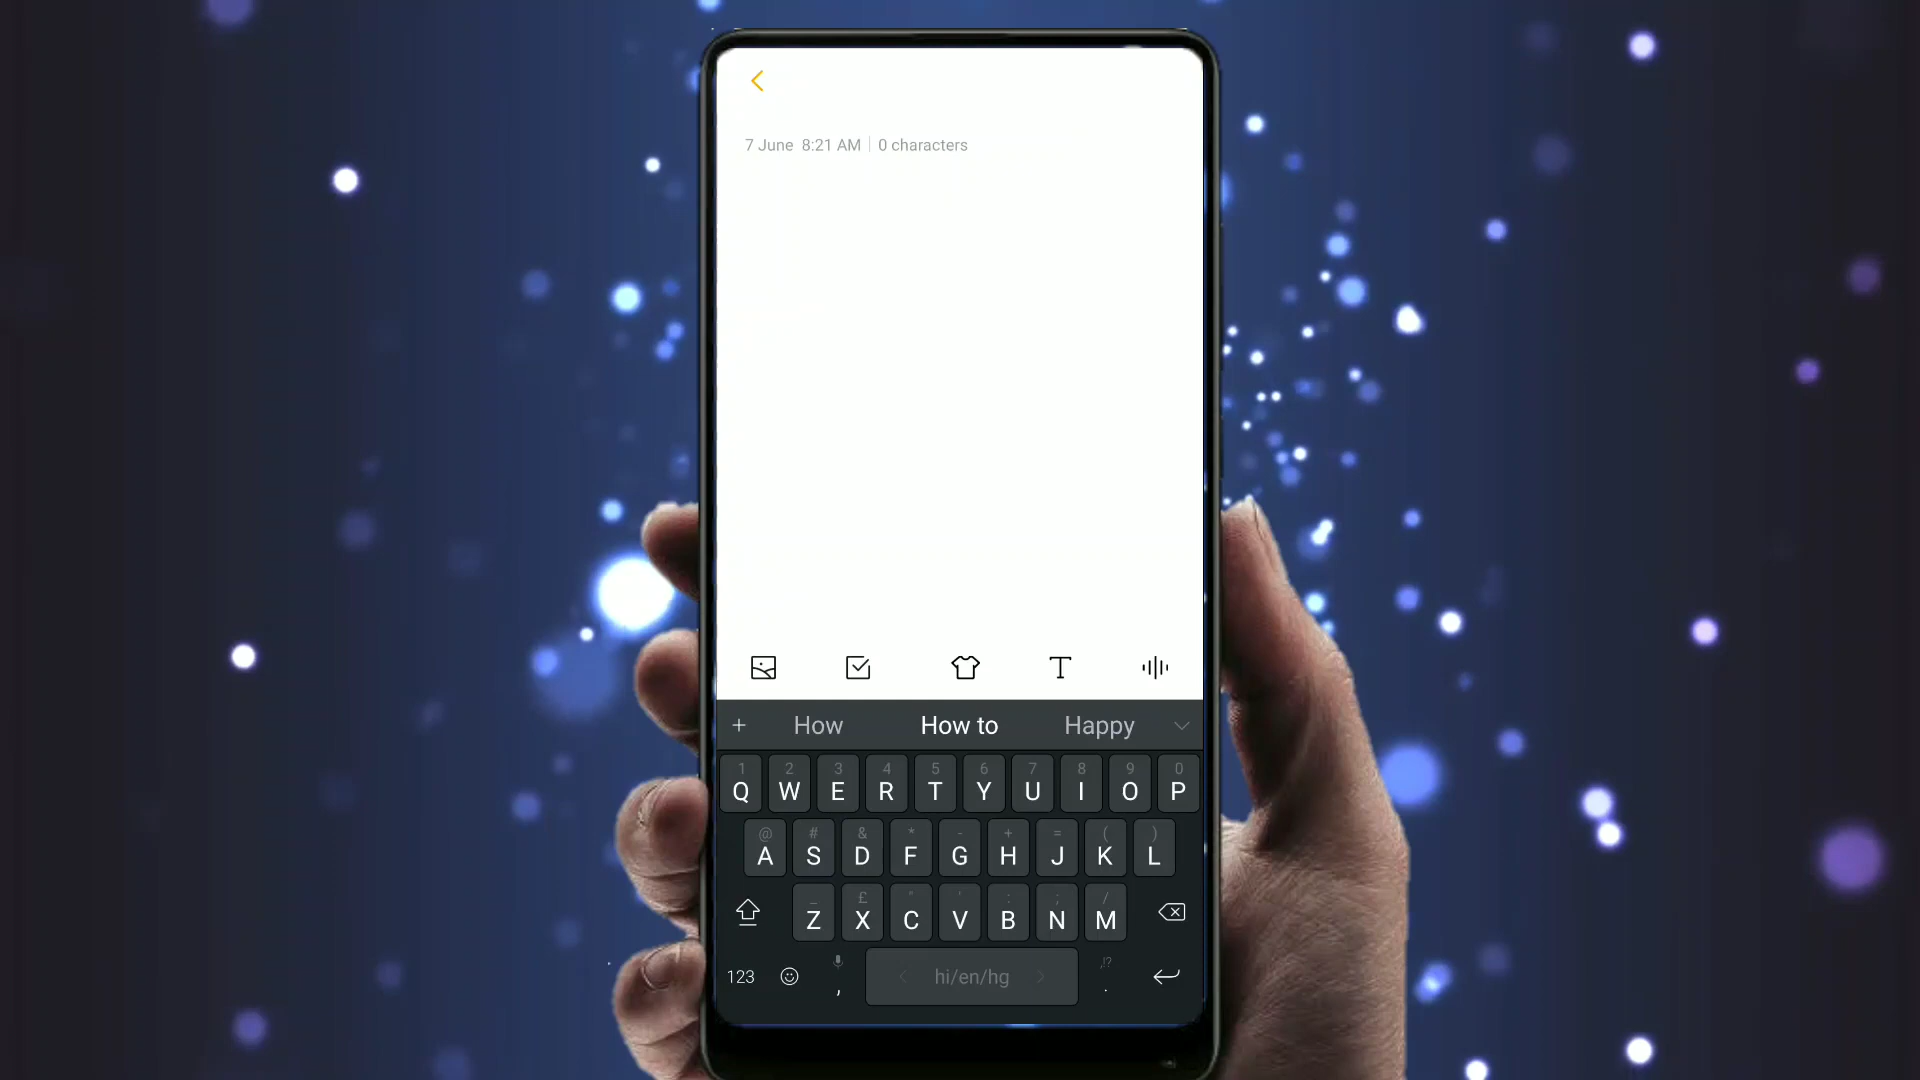 7 June 8:21 AM | 0 characters
+ How How to Happy
1 2 3 4 5 6 7 8 9 0
Q W E R T Y U I O P
@ # & * - + = ( )
A S D F G H J K L
_ £ " ' : ; /
Z X C V B N M
,!?
123 , < hi/en/hg > .